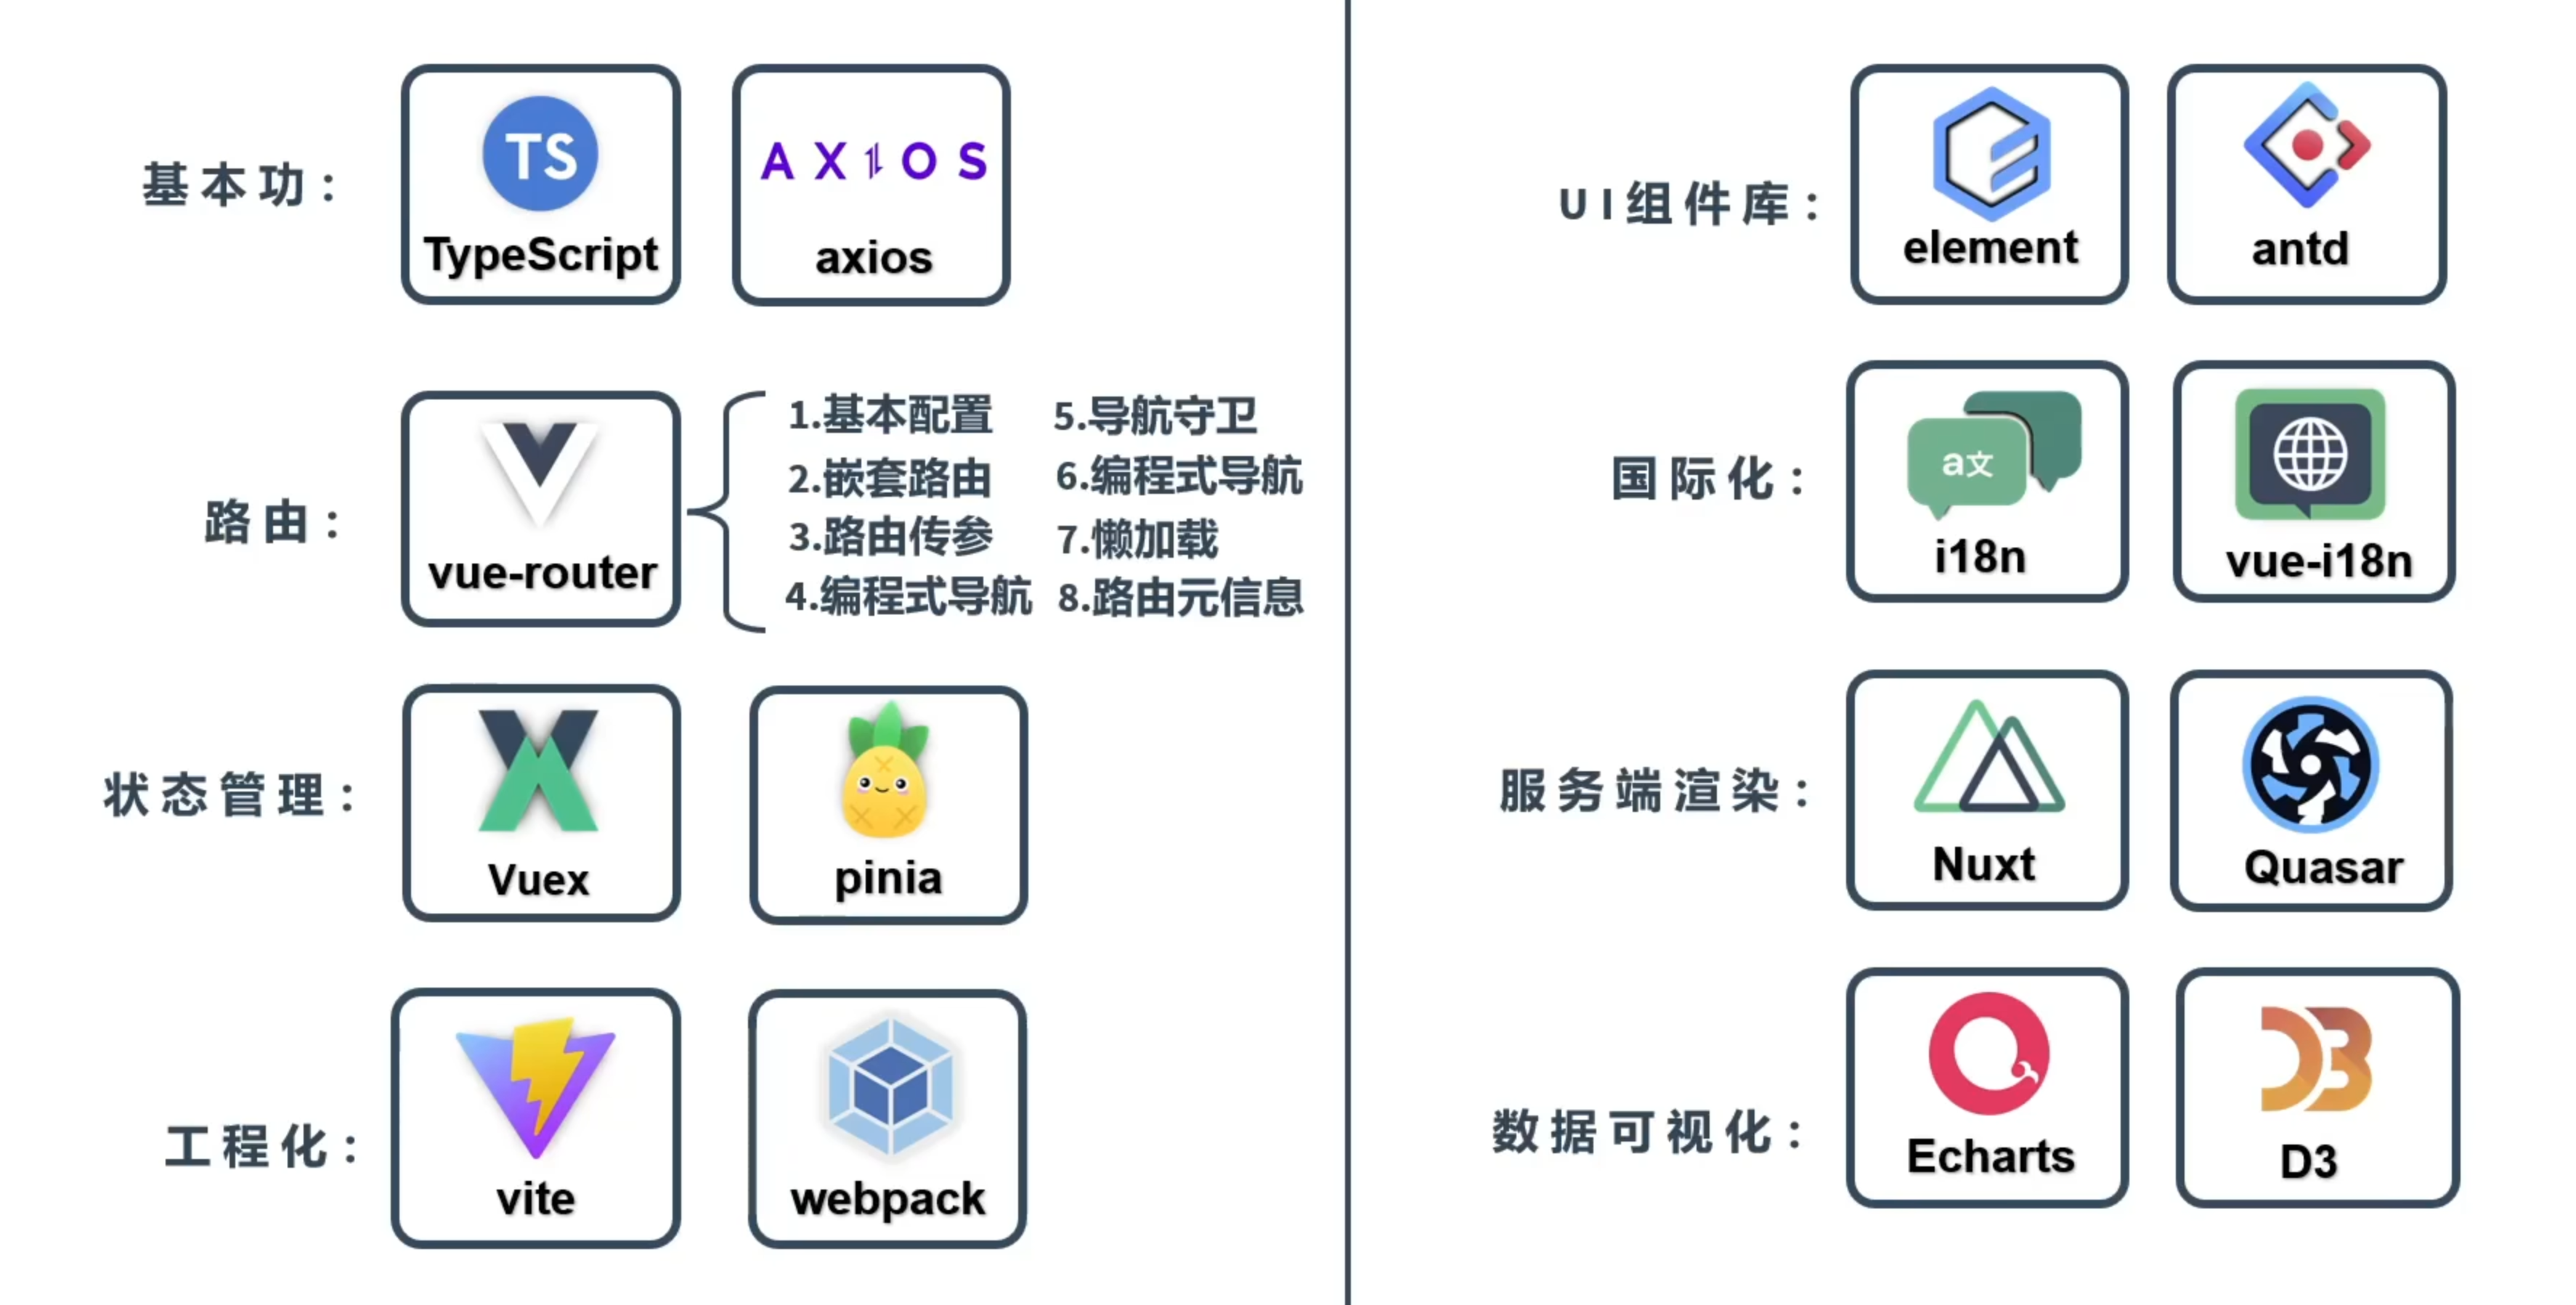 基本功：
TS
TypeScript
AXIOS
axios
路由：
vue-router
1.基本配置
2.嵌套路由
3.路由传参
4.编程式导航
5.导航守卫
6.编程式导航
7.懒加载
8.路由元信息
状态管理：
Vuex
pinia
工程化：
vite
webpack
UI组件库：
element
antd
国际化：
a文
i18n
vue-i18n
服务端渲染：
Nuxt
Quasar
数据可视化：
Echarts
D3
D3